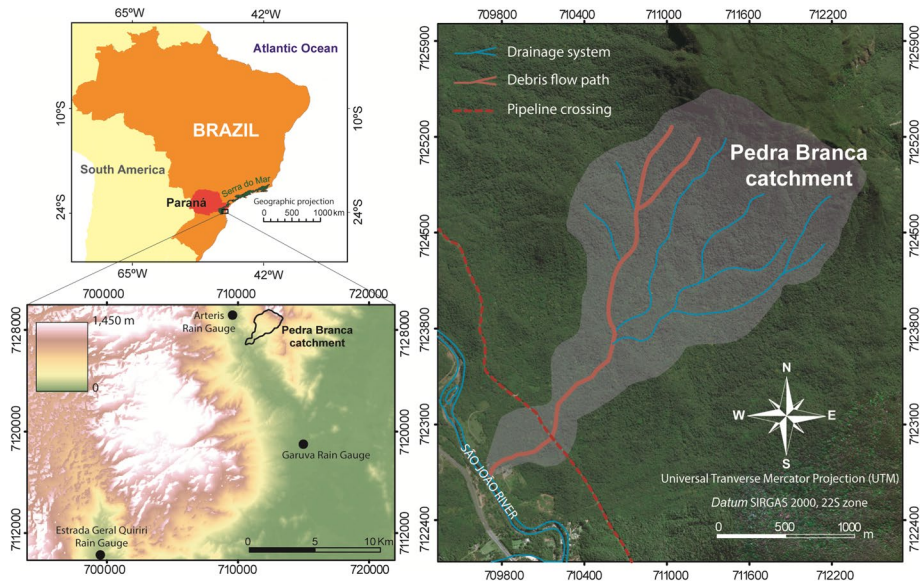 65ºW
42ºW
Atlantic Ocean
10ºS
10ºS
BRAZIL
South America
Serra do Mar
Paraná
Geographic projection
0 500 1000 km
24ºS
24ºS
65ºW
42ºW
700000
710000
720000
1,450 m
0
Arteris
Rain Gauge
Pedra Branca
catchment
7128000
7128000
7120000
7120000
Garuva Rain Gauge
Estrada Geral Quiriri
Rain Gauge
7112000
7112000
0 5 10 Km
700000
710000
720000
709800
710400
711000
711600
712200
7125900
7125900
Drainage system
Debris flow path
Pipeline crossing
7125200
7125200
Pedra Branca
catchment
7124500
7124500
7123800
7123800
7123100
7123100
N
W
E
S
SÃO JOÃO RIVER
Universal Tranverse Mercator Projection (UTM)
Datum SIRGAS 2000, 22S zone
0 500 1000
m
7122400
7122400
709800
710400
711000
711600
712200